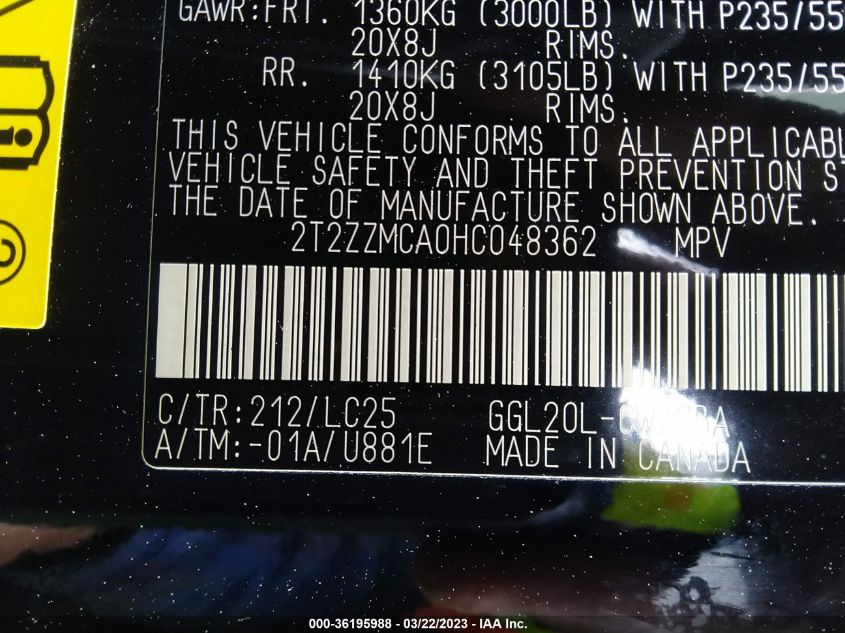 GAWR:FRT. 1360KG (3000LB) WITH P235/55
20X8J RIMS.
RR. 1410KG (3105LB) WITH P235/55
20X8J RIMS.
THIS VEHICLE CONFORMS TO ALL APPLICABL
VEHICLE SAFETY AND THEFT PREVENTION ST
THE DATE OF MANUFACTURE SHOWN ABOVE.
2T2ZZMCA0HC048362 MPV
C/TR:212/LC25
A/TM:-01A/U881E MADE IN CANADA
000-36195988 - 03/22/2023 - IAA Inc.